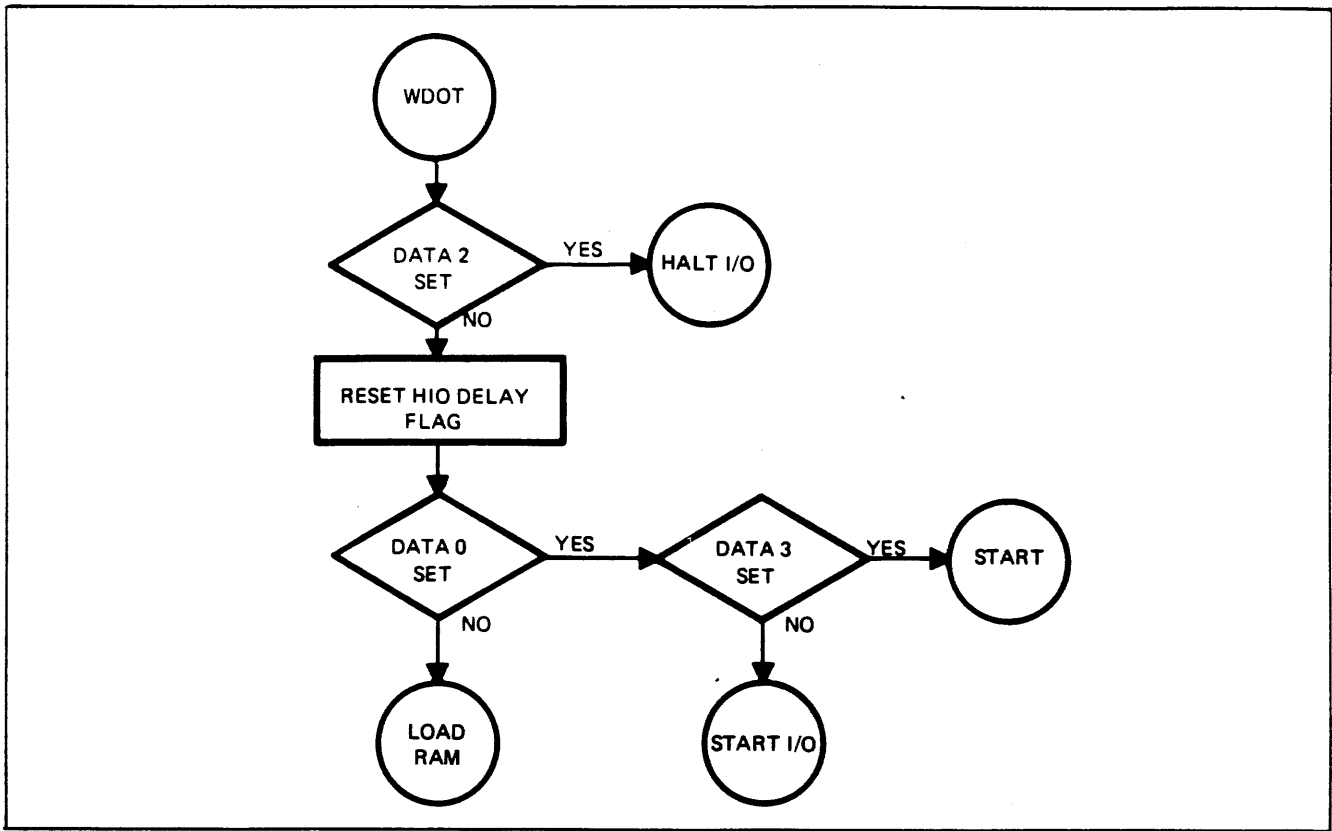 WDOT
DATA 2
SET
YES
HALT I/O
NO
RESET HIO DELAY
FLAG
DATA 0
SET
YES
DATA 3
SET
YES
START
NO
NO
LOAD
RAM
START I/O